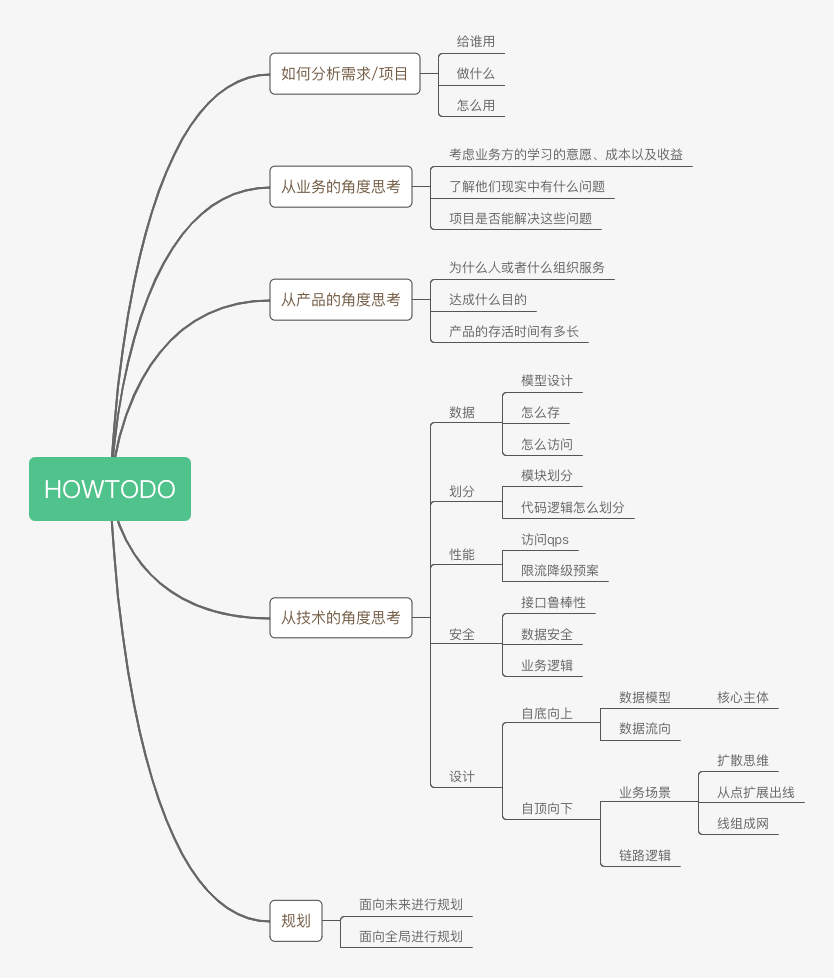 HOWTODO
如何分析需求/项目
给谁用
做什么
怎么用
从业务的角度思考
考虑业务方的学习的意愿、成本以及收益
了解他们现实中有什么问题
项目是否能解决这些问题
从产品的角度思考
为什么人或者什么组织服务
达成什么目的
产品的存活时间有多长
从技术的角度思考
数据
模型设计
怎么存
怎么访问
划分
模块划分
代码逻辑怎么划分
性能
访问qps
限流降级预案
安全
接口鲁棒性
数据安全
业务逻辑
设计
自底向上
数据模型
核心主体
数据流向
自顶向下
业务场景
扩散思维
从点扩展出线
线组成网
链路逻辑
规划
面向未来进行规划
面向全局进行规划